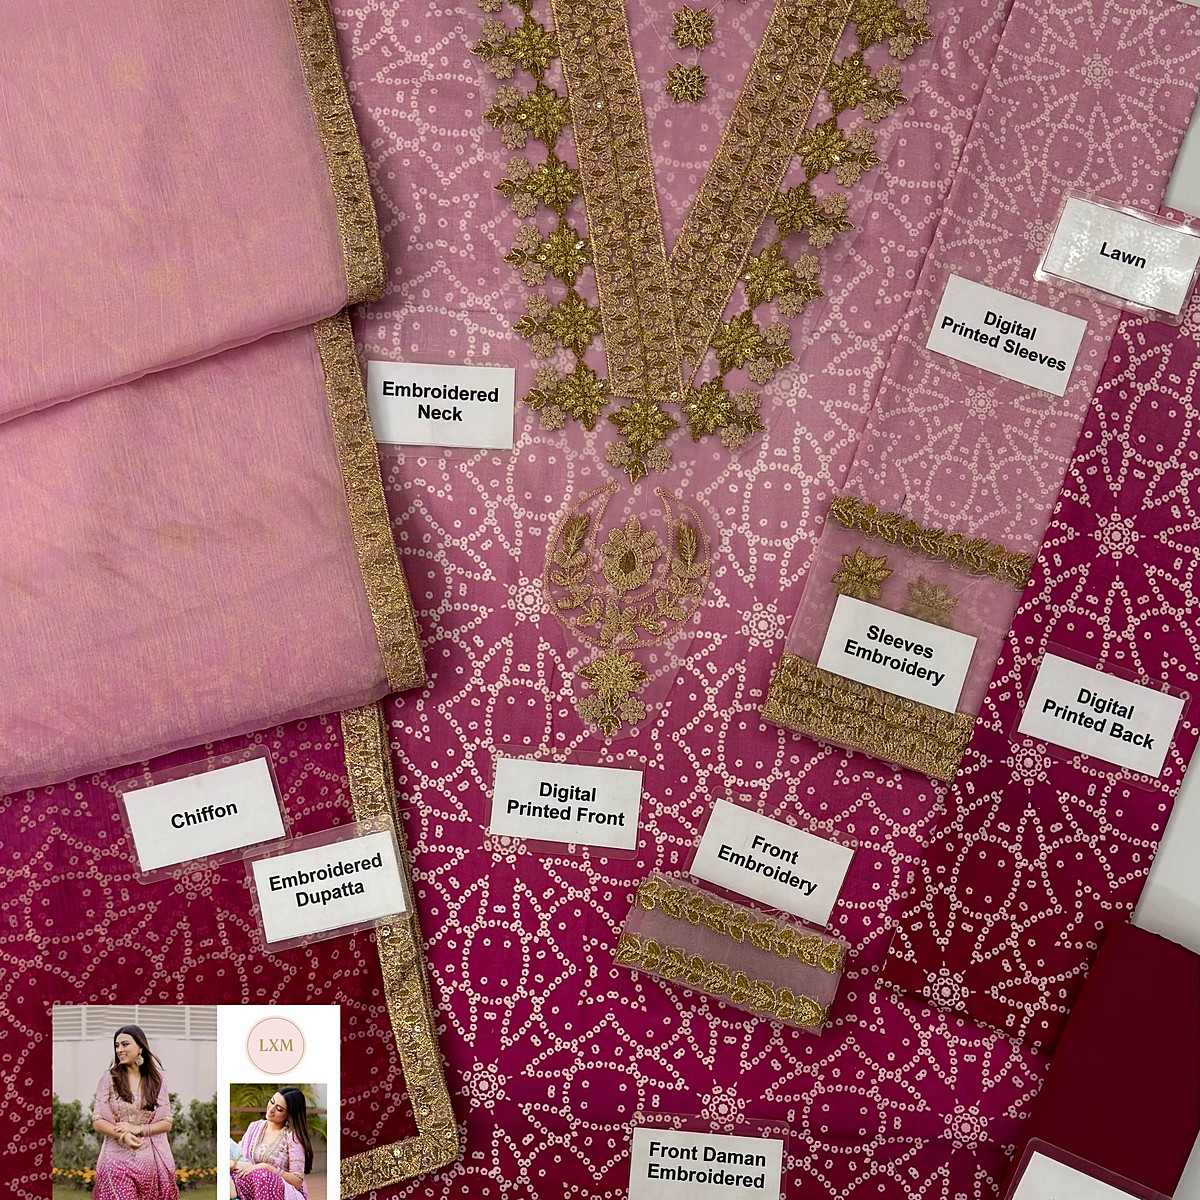 Lawn
Digital
Printed Sleeves
Embroidered
Neck
Sleeves
Embroidery
Digital
Printed Back
Chiffon
Digital
Printed Front
Embroidered
Dupatta
Front
Embroidery
LXM
Front Daman
Embroidered